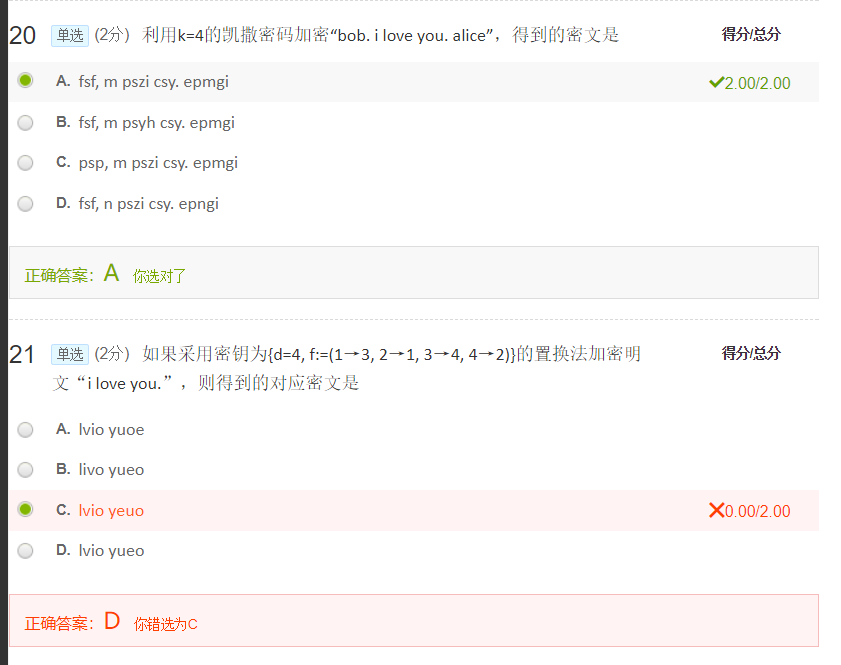 20 单选 (2分) 利用k=4的凯撒密码加密“bob. i love you. alice”，得到的密文是 得分/总分
A. fsf, m pszi csy. epmgi 2.00/2.00
B. fsf, m psyh csy. epmgi
C. psp, m pszi csy. epmgi
D. fsf, n pszi csy. epngi
正确答案：A 你选对了
21 单选 (2分) 如果采用密钥为{d=4, f:=(1→3, 2→1, 3→4, 4→2)}的置换法加密明 得分/总分
文“i love you.”，则得到的对应密文是
A. lvio yuoe
B. livo yueo
C. lvio yeuo 0.00/2.00
D. lvio yueo
正确答案：D 你错选为C